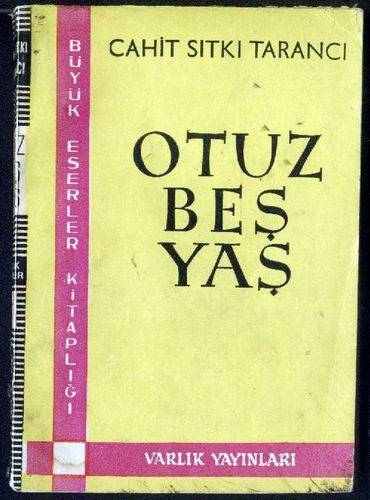 CAHİT SITKI TARANCI
OTUZ
BEŞ
YAŞ
BÜYÜK ESERLER KİTAPLIĞI
VARLIK YAYINLARI